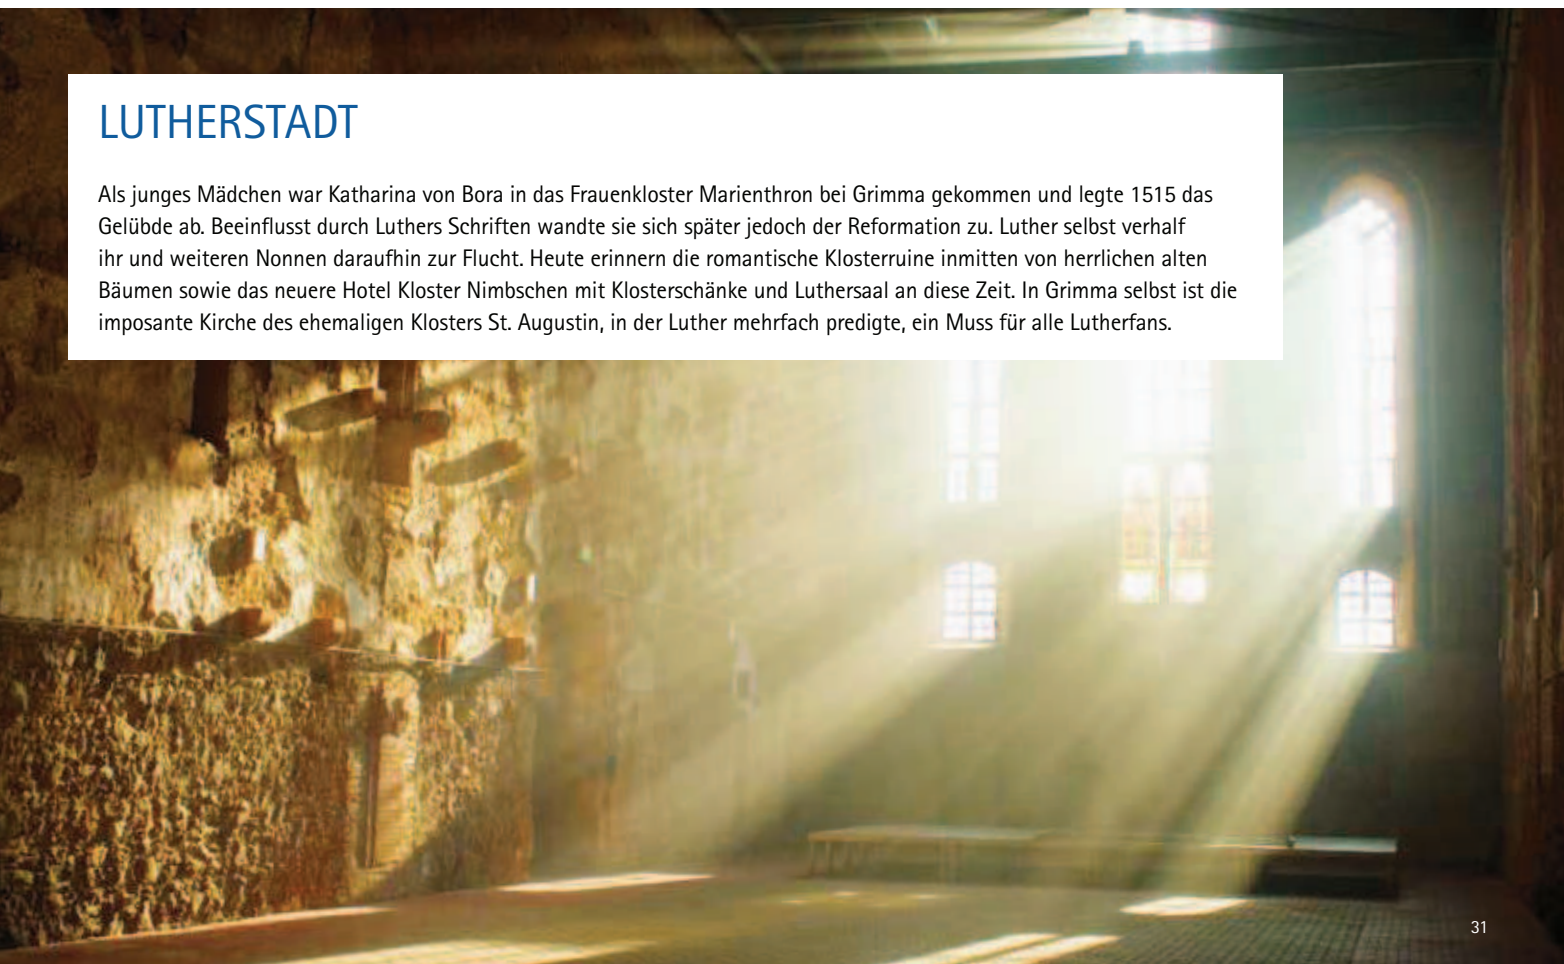 LUTHERSTADT
Als junges Mädchen war Katharina von Bora in das Frauenkloster Marienthron bei Grimma gekommen und legte 1515 das
Gelübde ab. Beeinflusst durch Luthers Schriften wandte sie sich später jedoch der Reformation zu. Luther selbst verhalf
ihr und weiteren Nonnen daraufhin zur Flucht. Heute erinnern die romantische Klosterruine inmitten von herrlichen alten
Bäumen sowie das neuere Hotel Kloster Nimbschen mit Klosterschänke und Luthersaal an diese Zeit. In Grimma selbst ist die
imposante Kirche des ehemaligen Klosters St. Augustin, in der Luther mehrfach predigte, ein Muss für alle Lutherfans.
31